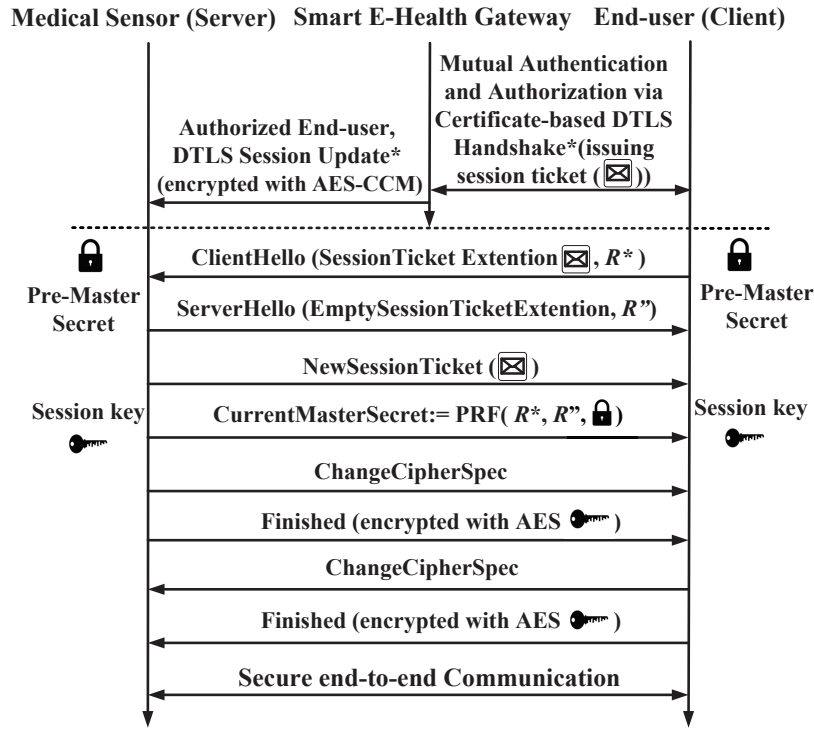 Medical Sensor (Server) Smart E-Health Gateway End-user (Client)
Mutual Authentication
and Authorization via
Certificate-based DTLS
Handshake*(issuing
session ticket ( ))
Authorized End-user,
DTLS Session Update*
(encrypted with AES-CCM)
ClientHello (SessionTicket Extention , R* )
Pre-Master
Secret
Pre-Master
Secret
ServerHello (EmptySessionTicketExtention, R”)
NewSessionTicket ( )
Session key
CurrentMasterSecret:= PRF( R*, R”, )
Session key
ChangeCipherSpec
Finished (encrypted with AES )
ChangeCipherSpec
Finished (encrypted with AES )
Secure end-to-end Communication